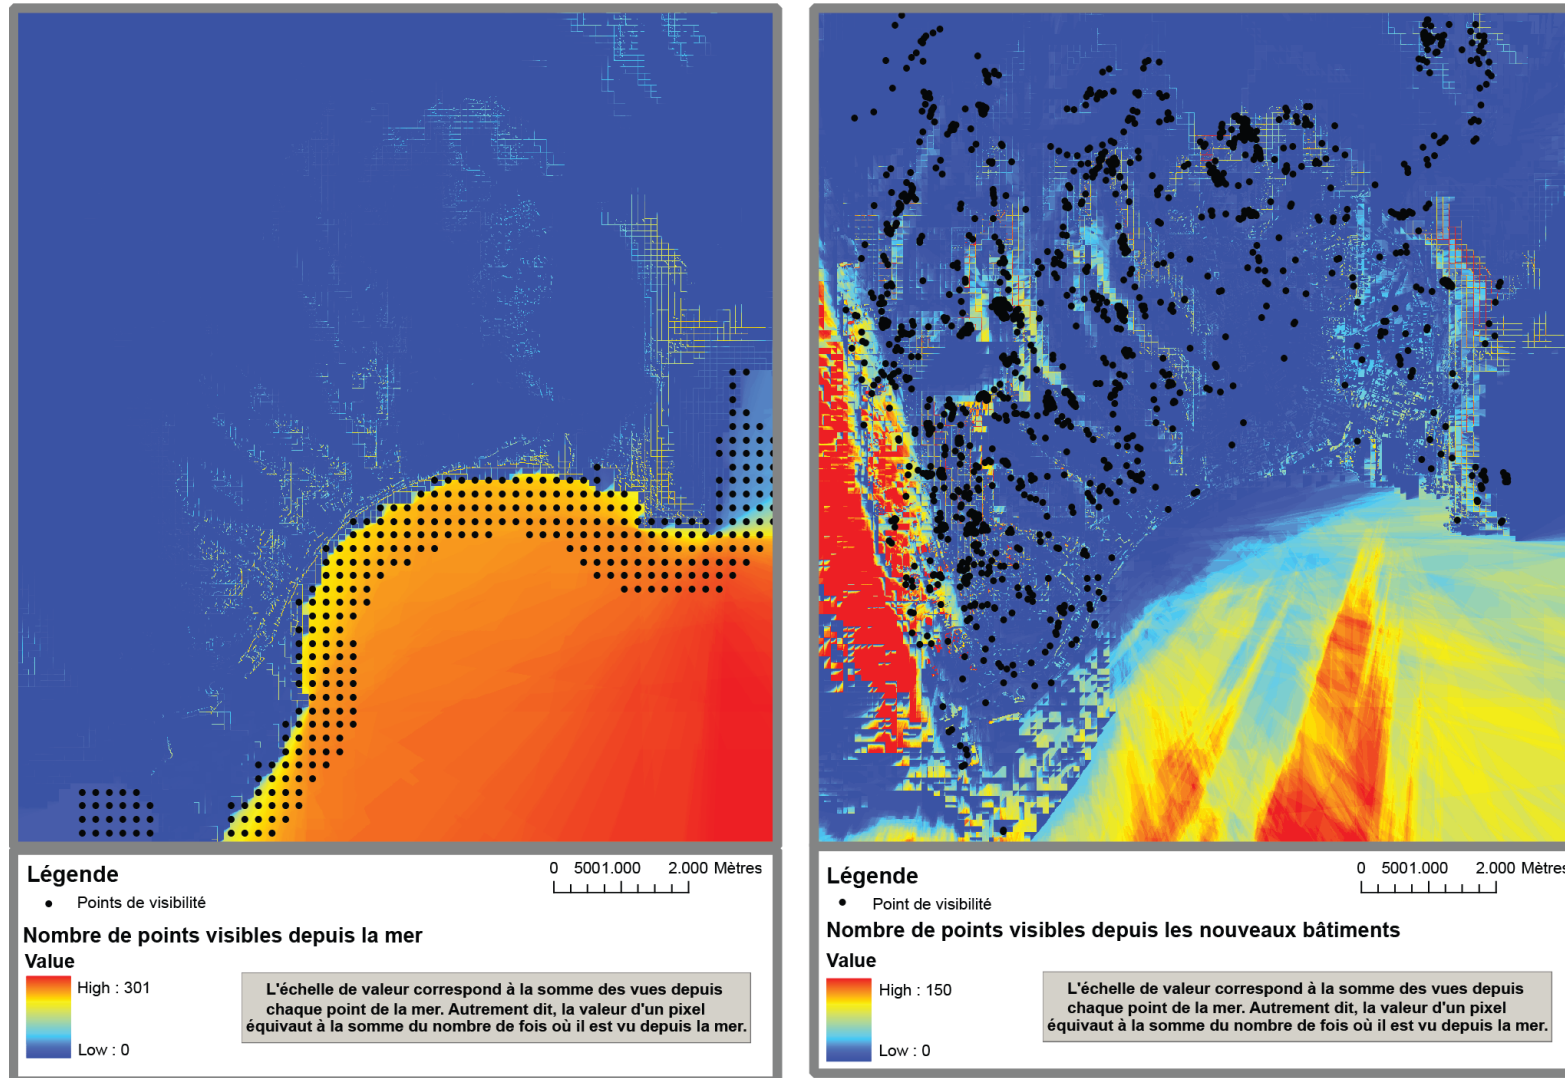 Légende
0 5001.000 2.000 Mètres
Points de visibilité
Nombre de points visibles depuis la mer
Value
High : 301
Low : 0
L'échelle de valeur correspond à la somme des vues depuis
chaque point de la mer. Autrement dit, la valeur d'un pixel
équivaut à la somme du nombre de fois où il est vu depuis la mer.
Légende
0 5001.000 2.000 Mètres
Point de visibilité
Nombre de points visibles depuis les nouveaux bâtiments
Value
High : 150
Low : 0
L'échelle de valeur correspond à la somme des vues depuis
chaque point de la mer. Autrement dit, la valeur d'un pixel
équivaut à la somme du nombre de fois où il est vu depuis la mer.